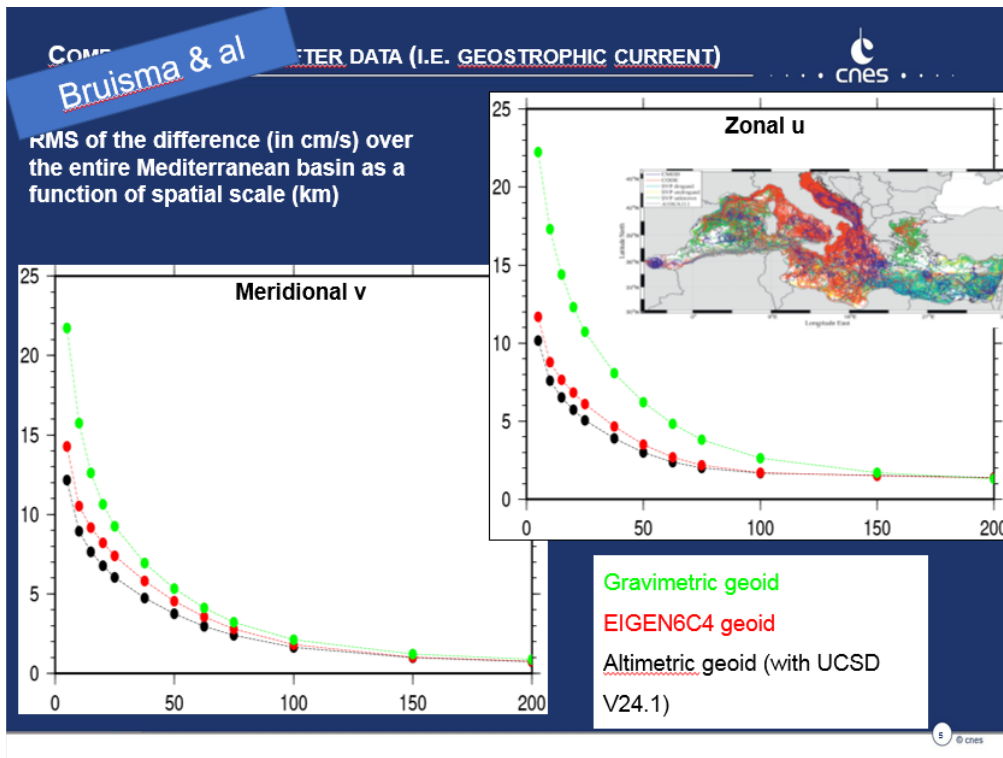 COMP
ETER DATA (I.E. GEOSTROPHIC CURRENT)
Bruisma & al
cnes
RMS of the difference (in cm/s) over
the entire Mediterranean basin as a
function of spatial scale (km)
Zonal u
25
20
15
10
5
0
0 50 100 150 200
Longitude East
Meridional v
25
20
15
10
5
0
0 50 100 150 200
Gravimetric geoid
EIGEN6C4 geoid
Altimetric geoid (with UCSD
V24.1)
5
© cnes